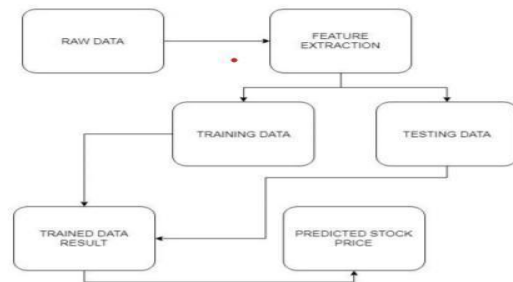 RAW DATA
FEATURE
EXTRACTION
TRAINING DATA
TESTING DATA
TRAINED DATA
RESULT
PREDICTED STOCK
PRICE